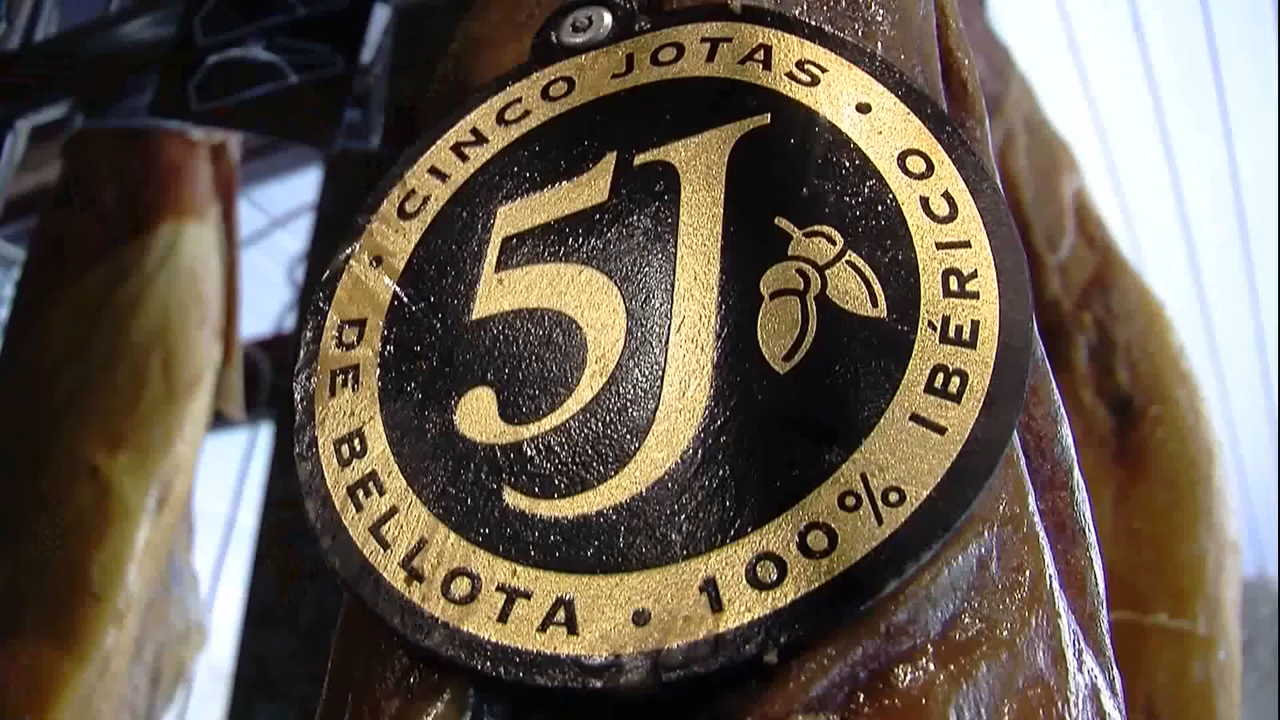 CINCO JOTAS • IBÉRICO 100% • DE BELLOTA •
5J